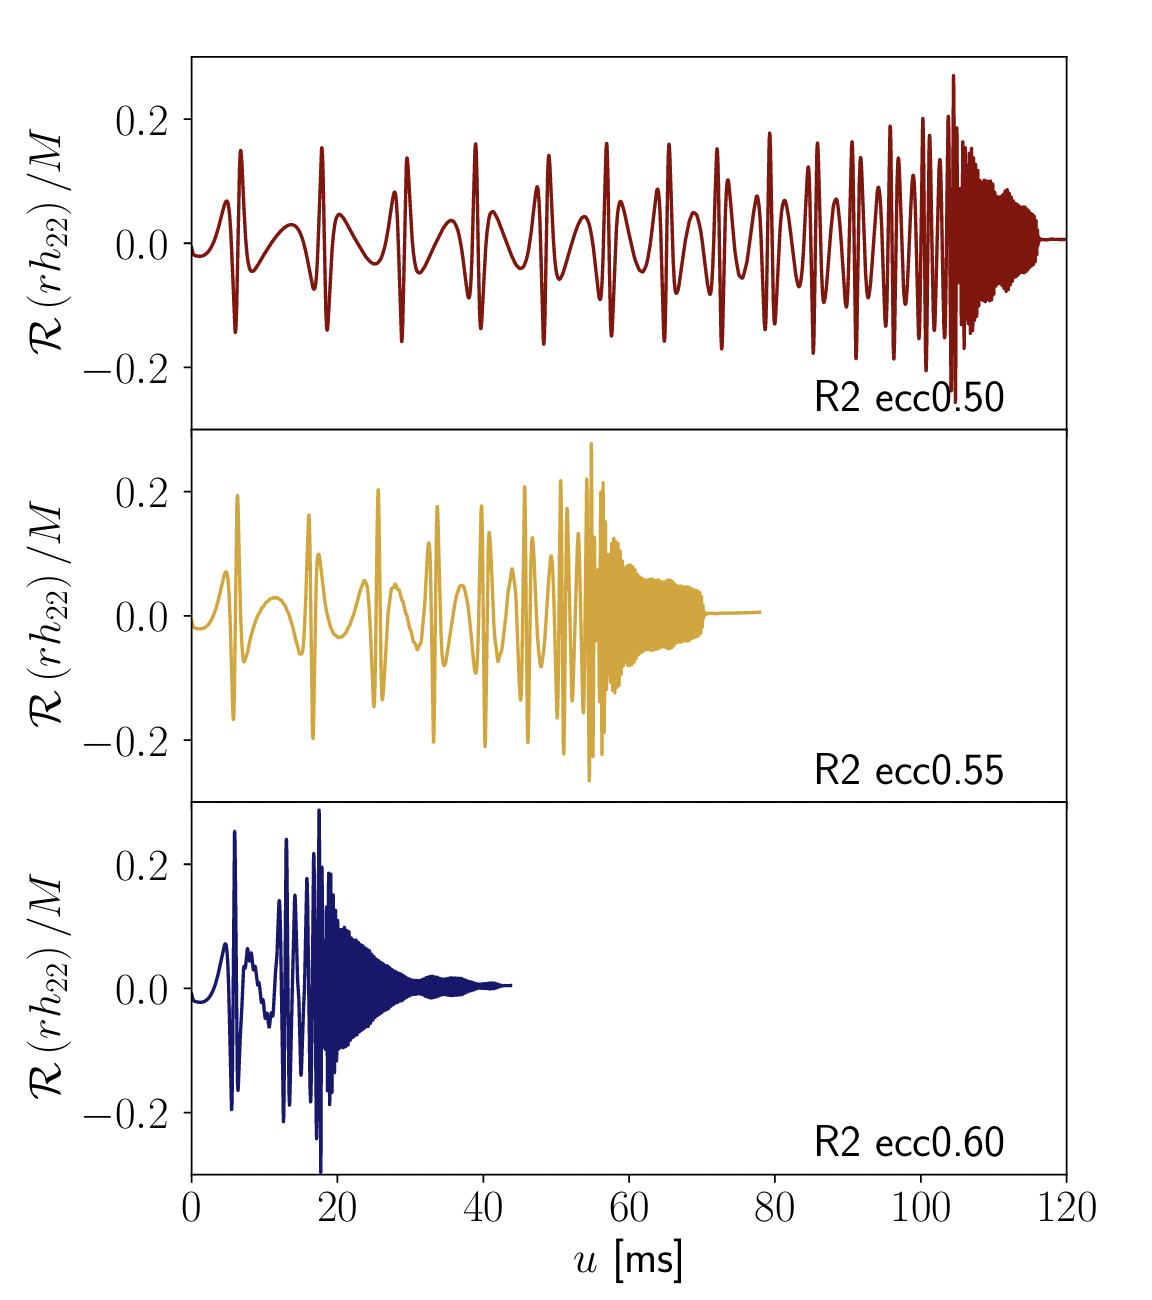 0.2
0.0
−0.2
ℛ (rh₂₂) /M
R2 ecc0.50
0.2
0.0
−0.2
ℛ (rh₂₂) /M
R2 ecc0.55
0.2
0.0
−0.2
ℛ (rh₂₂) /M
R2 ecc0.60
0 20 40 60 80 100 120
u [ms]